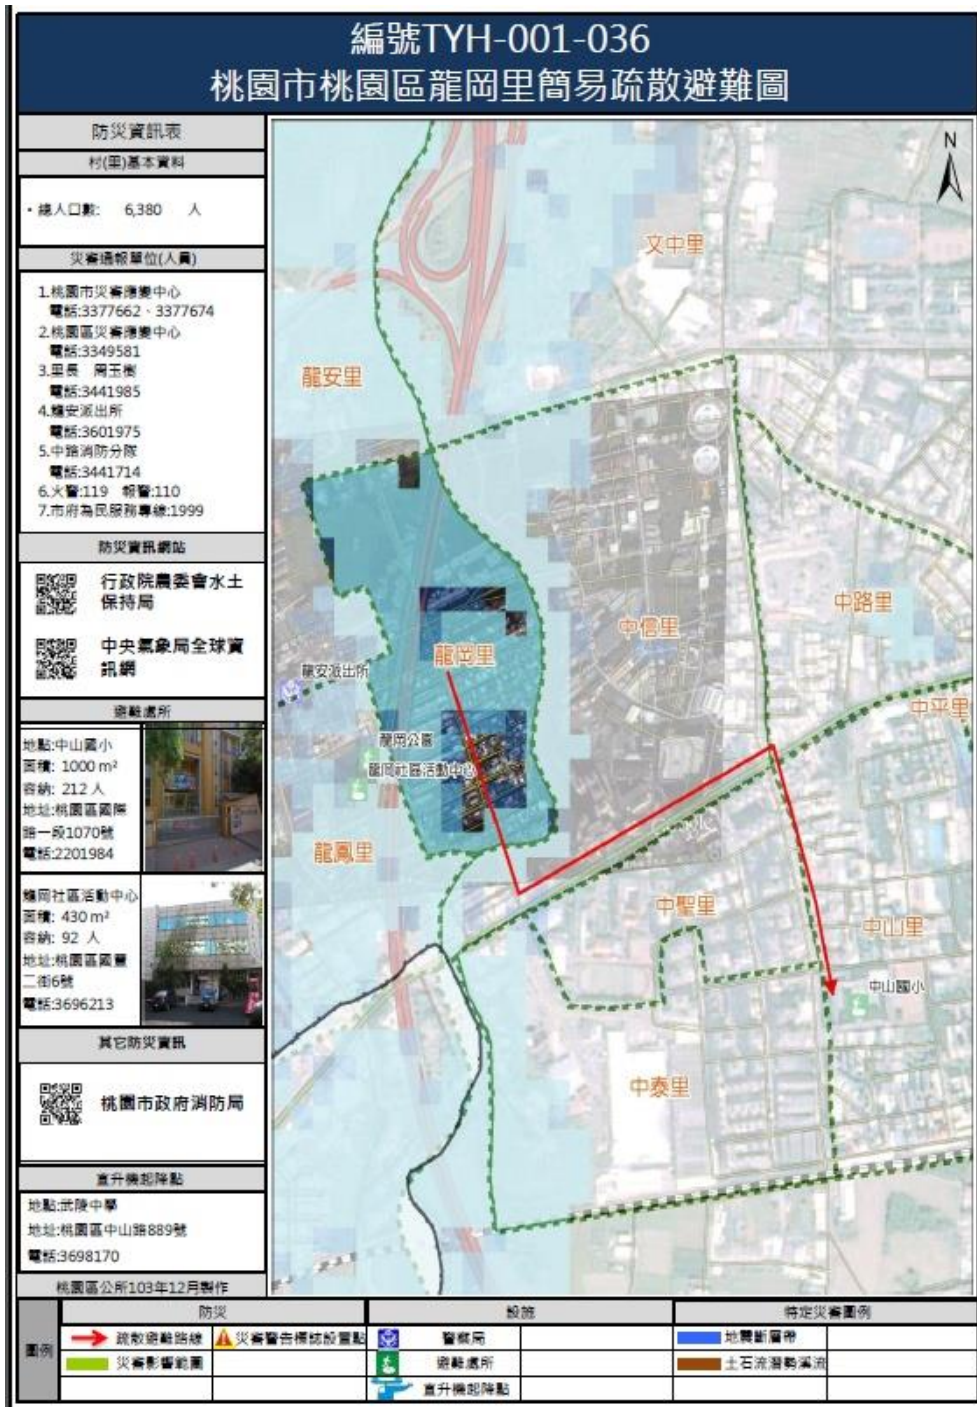 編號TYH-001-036
桃園市桃園區龍岡里簡易疏散避難圖
防災資訊表
村(里)基本資料
・總人口數: 6,380 人
災害通報單位(人員)
1.桃園市災害應變中心
電話:3377662、3377674
2.桃園區災害應變中心
電話:3349581
3.里長 周玉樹
電話:3441985
4.龍安派出所
電話:3601975
5.中路消防分隊
電話:3441714
6.火警:119 報警:110
7.市府為民服務專線:1999
防災資訊網站
行政院農委會水土
保持局
中央氣象局全球資
訊網
避難處所
地點:中山國小
面積: 1000 m²
容納: 212 人
地址:桃園區國際
路一段1070號
電話:2201984
龍岡社區活動中心
面積: 430 m²
容納: 92 人
地址:桃園區國豐
二街6號
電話:3696213
其它防災資訊
桃園市政府消防局
直升機起降點
地點:武陵中學
地址:桃園區中山路889號
電話:3698170
桃園區公所103年12月製作
N
文中里
龍安里
中路里
中信里
龍岡里
龍安派出所
中平里
龍岡公園
龍岡社區活動中心
龍鳳里
中聖里
中山里
中山國小
中泰里
圖例
防災
設施
特定災害圖例
疏散避難路線
災害警告標誌設置點
警察局
地震斷層帶
災害影響範圍
避難處所
土石流潛勢溪流
直升機起降點